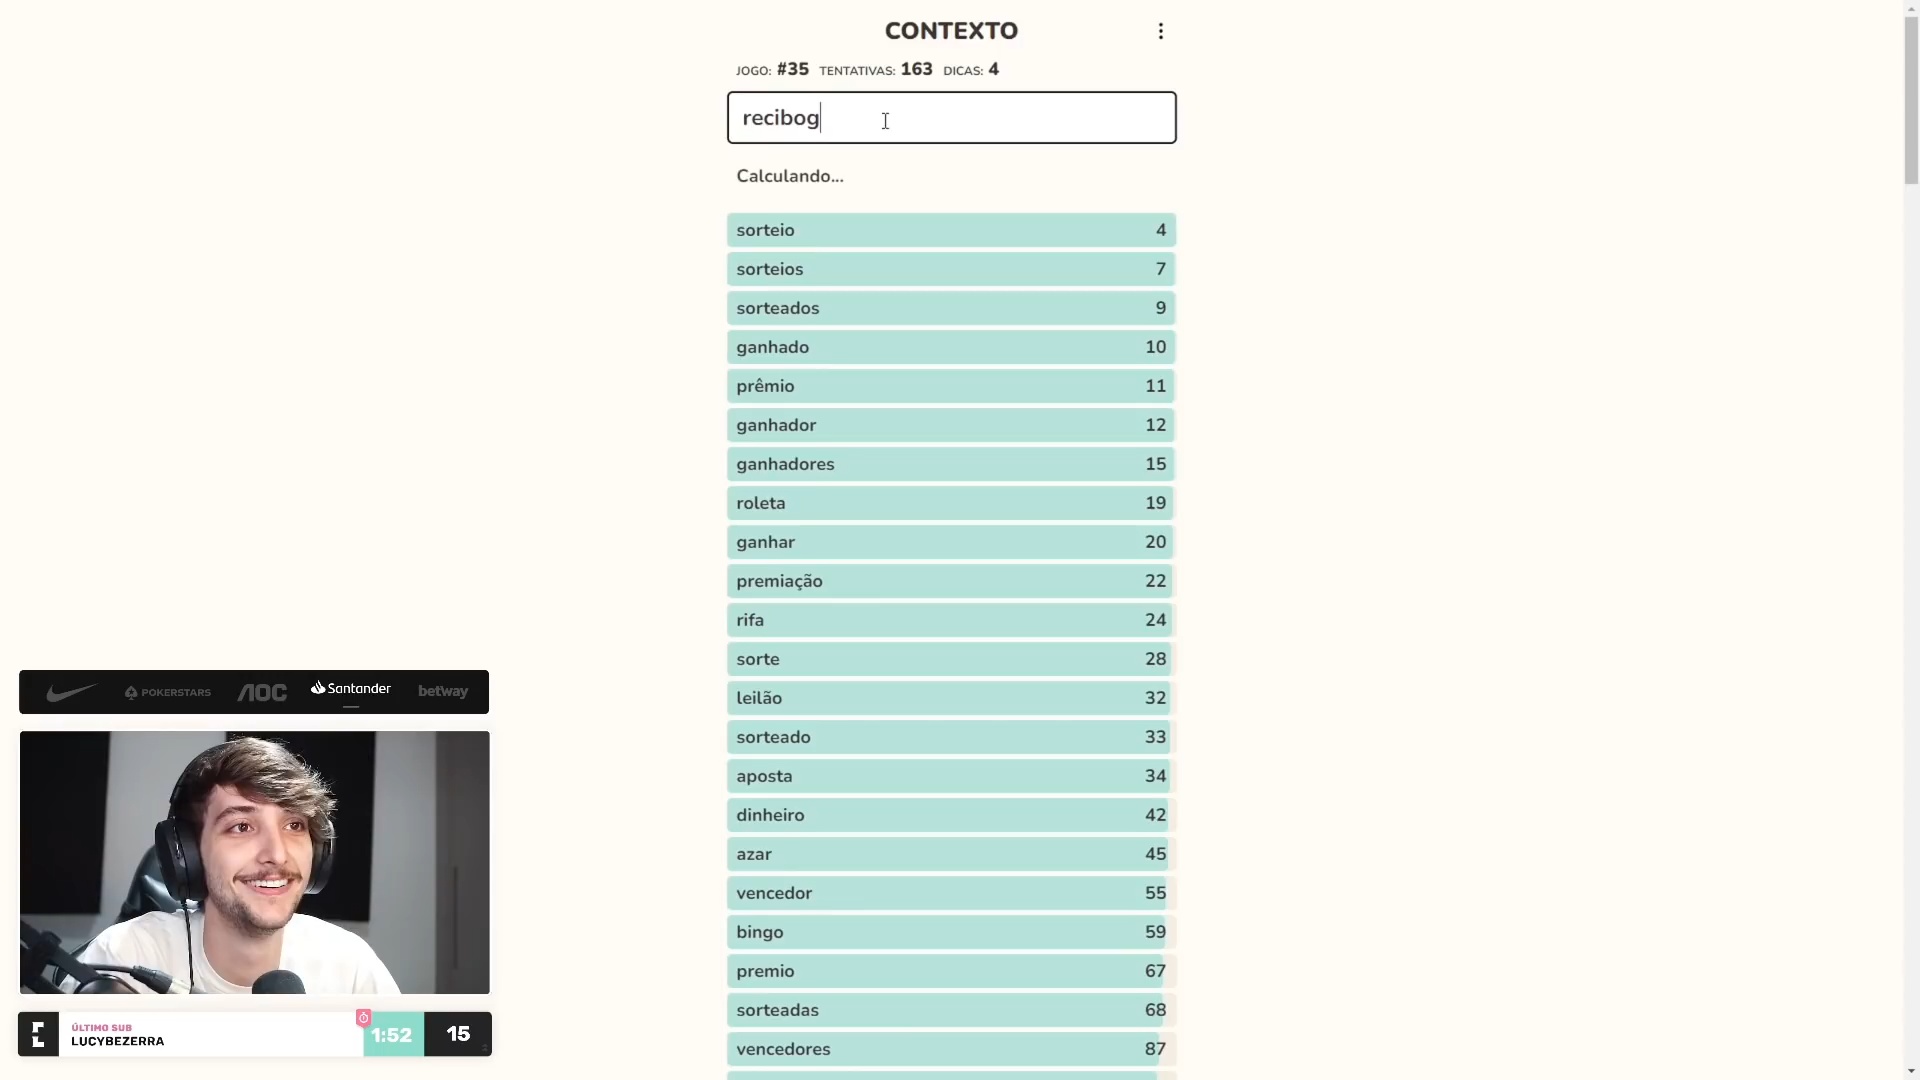 CONTEXTO
JOGO: #35 TENTATIVAS: 163 DICAS: 4
recibog
Calculando...
sorteio 4
sorteios 7
sorteados 9
ganhado 10
prêmio 11
ganhador 12
ganhadores 15
roleta 19
ganhar 20
premiação 22
rifa 24
sorte 28
leilão 32
sorteado 33
aposta 34
dinheiro 42
azar 45
vencedor 55
bingo 59
premio 67
sorteadas 68
vencedores 87
POKERSTARS AOC Santander betway
ÚLTIMO SUB
LUCYBEZERRA
1:52 15